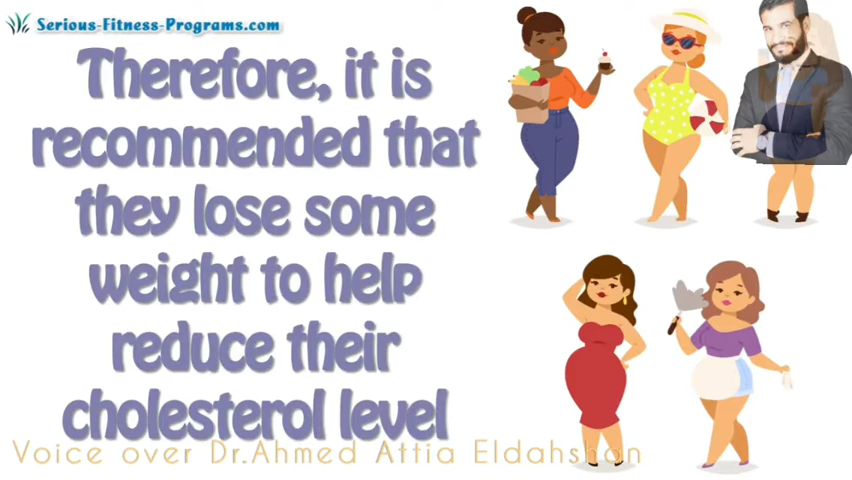 Serious-Fitness-Programs.com
Therefore, it is
recommended that
they lose some
weight to help
reduce their
cholesterol level
Voice over Dr.Ahmed Attia Eldahshan